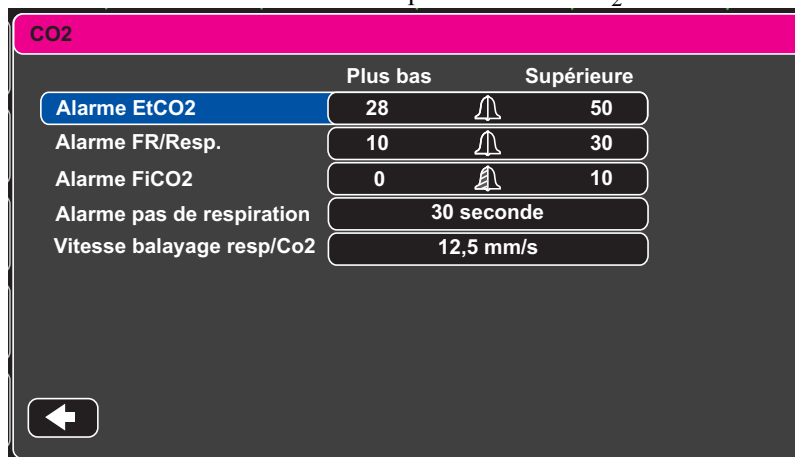 CO2
Plus bas Supérieure
Alarme EtCO2 28 50
Alarme FR/Resp. 10 30
Alarme FiCO2 0 10
Alarme pas de respiration 30 seconde
Vitesse balayage resp/Co2 12,5 mm/s